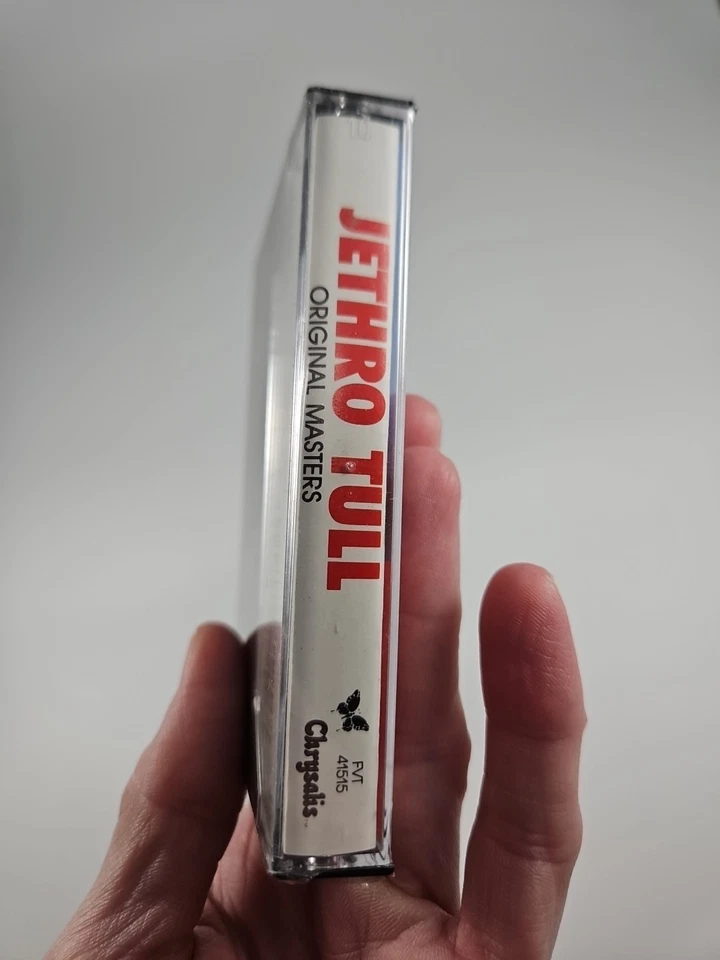 JETHRO TULL
ORIGINAL MASTERS
FVT
41515
Chrysalis